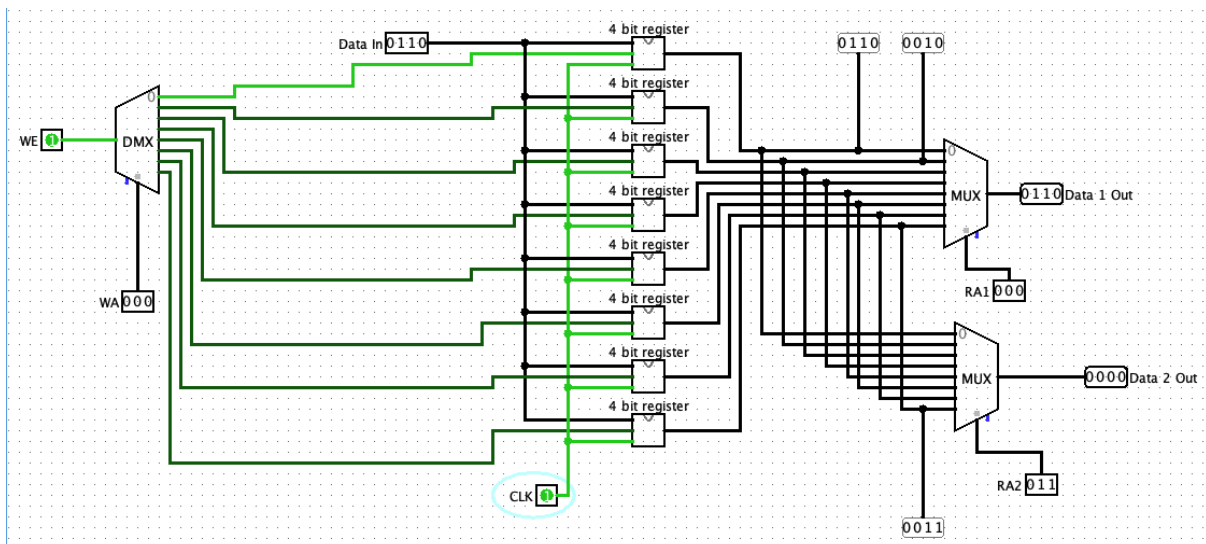 4 bit register
Data In 0110
0110
0010
0
4 bit register
WE 1
DMX
4 bit register
0
4 bit register
MUX
0110 Data 1 Out
4 bit register
WA 000
RA1 000
4 bit register
0
4 bit register
MUX
0000 Data 2 Out
4 bit register
CLK 1
RA2 011
0011